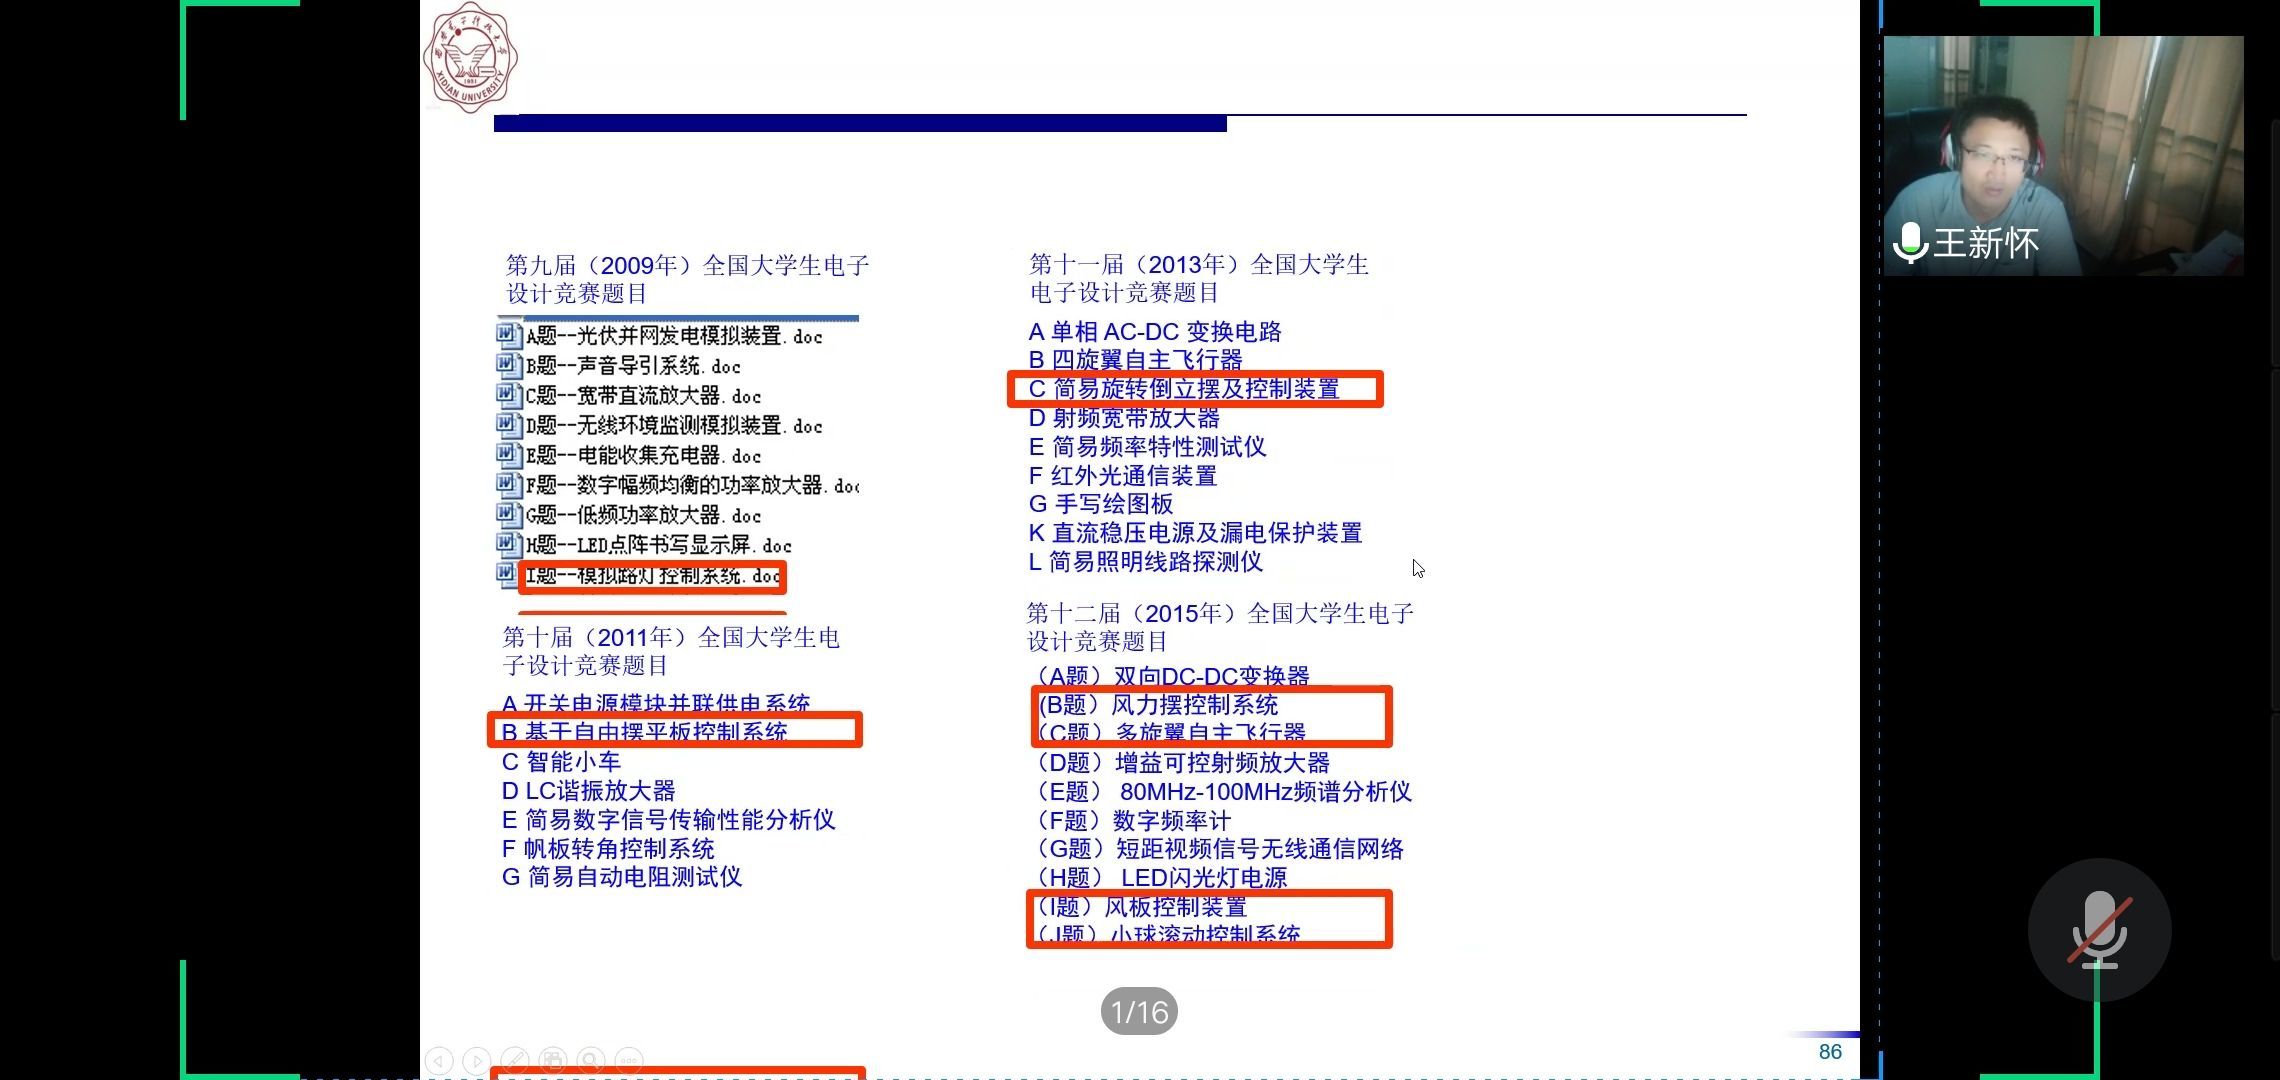 XIDIAN UNIVERSITY
1931
王新怀
第九届（2009年）全国大学生电子
设计竞赛题目
A题--光伏并网发电模拟装置.doc
B题--声音导引系统.doc
C题--宽带直流放大器.doc
D题--无线环境监测模拟装置.doc
E题--电能收集充电器.doc
F题--数字幅频均衡的功率放大器.doc
G题--低频功率放大器.doc
H题--LED点阵书写显示屏.doc
I题--模拟路灯控制系统.doc
第十届（2011年）全国大学生电
子设计竞赛题目
A 开关电源模块并联供电系统
B 基于自由摆平板控制系统
C 智能小车
D LC谐振放大器
E 简易数字信号传输性能分析仪
F 帆板转角控制系统
G 简易自动电阻测试仪
第十一届（2013年）全国大学生
电子设计竞赛题目
A 单相 AC-DC 变换电路
B 四旋翼自主飞行器
C 简易旋转倒立摆及控制装置
D 射频宽带放大器
E 简易频率特性测试仪
F 红外光通信装置
G 手写绘图板
K 直流稳压电源及漏电保护装置
L 简易照明线路探测仪
第十二届（2015年）全国大学生电子
设计竞赛题目
（A题）双向DC-DC变换器
(B题）风力摆控制系统
（C题）多旋翼自主飞行器
（D题）增益可控射频放大器
（E题） 80MHz-100MHz频谱分析仪
（F题）数字频率计
（G题）短距视频信号无线通信网络
（H题） LED闪光灯电源
（I题）风板控制装置
（J题）小球滚动控制系统
1/16
86